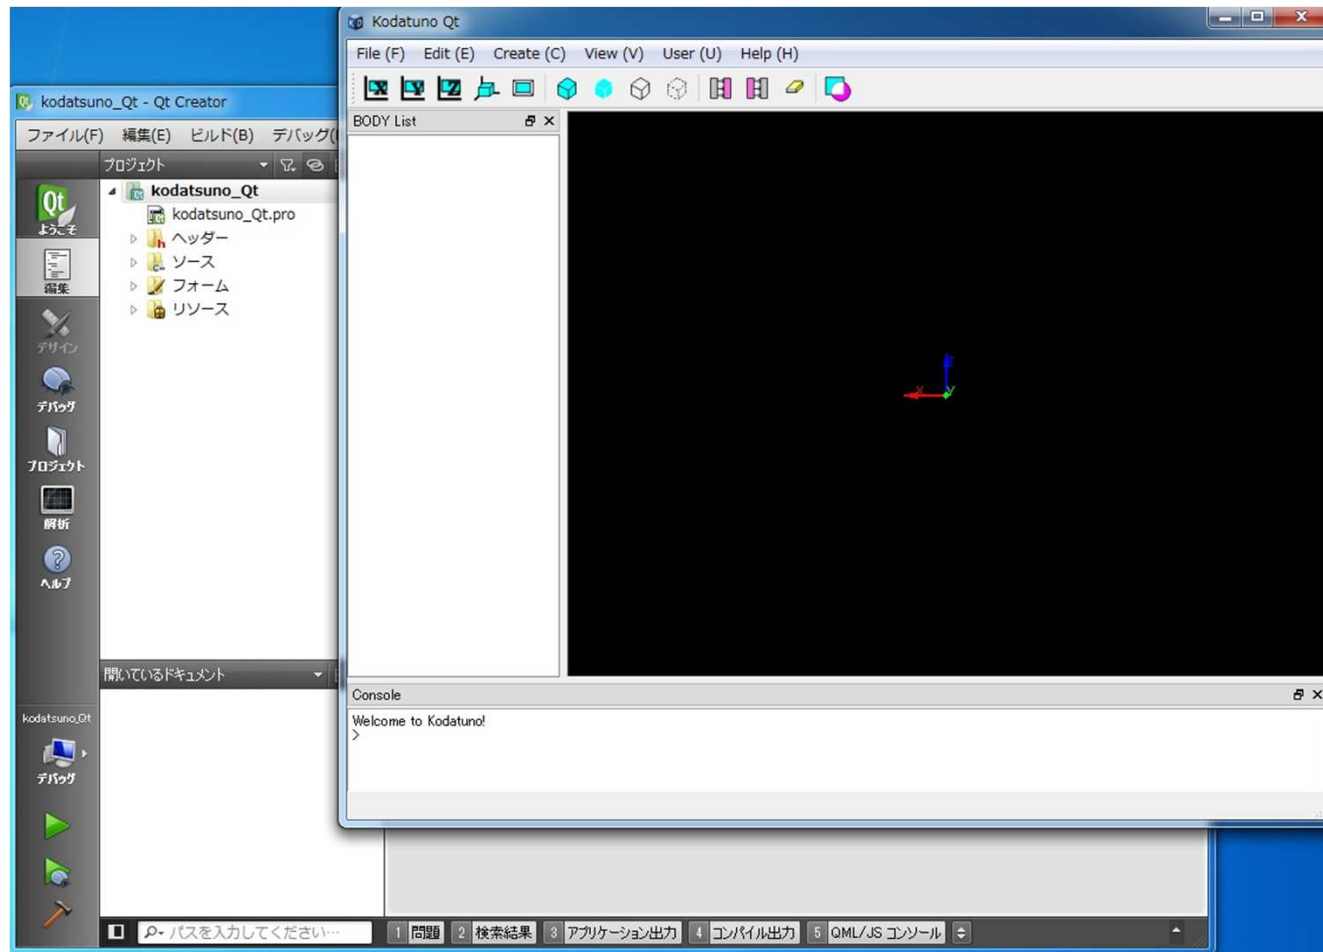 Kodatuno Qt
File (F) Edit (E) Create (C) View (V) User (U) Help (H)
X Y Z
BODY List
X Y
Console
Welcome to Kodatuno!
>
kodatsuno_Qt - Qt Creator
ファイル(F) 編集(E) ビルド(B) デバッグ(
プロジェクト
Qt
ようこそ
編集
デザイン
デバッグ
プロジェクト
解析
ヘルプ
kodatsuno_Qt
kodatsuno_Qt.pro
ヘッダー
ソース
フォーム
リソース
開いているドキュメント
kodatsuno_Qt
デバッグ
パスを入力してください…
1 問題 2 検索結果 3 アプリケーション出力 4 コンパイル出力 5 QML/JS コンソール